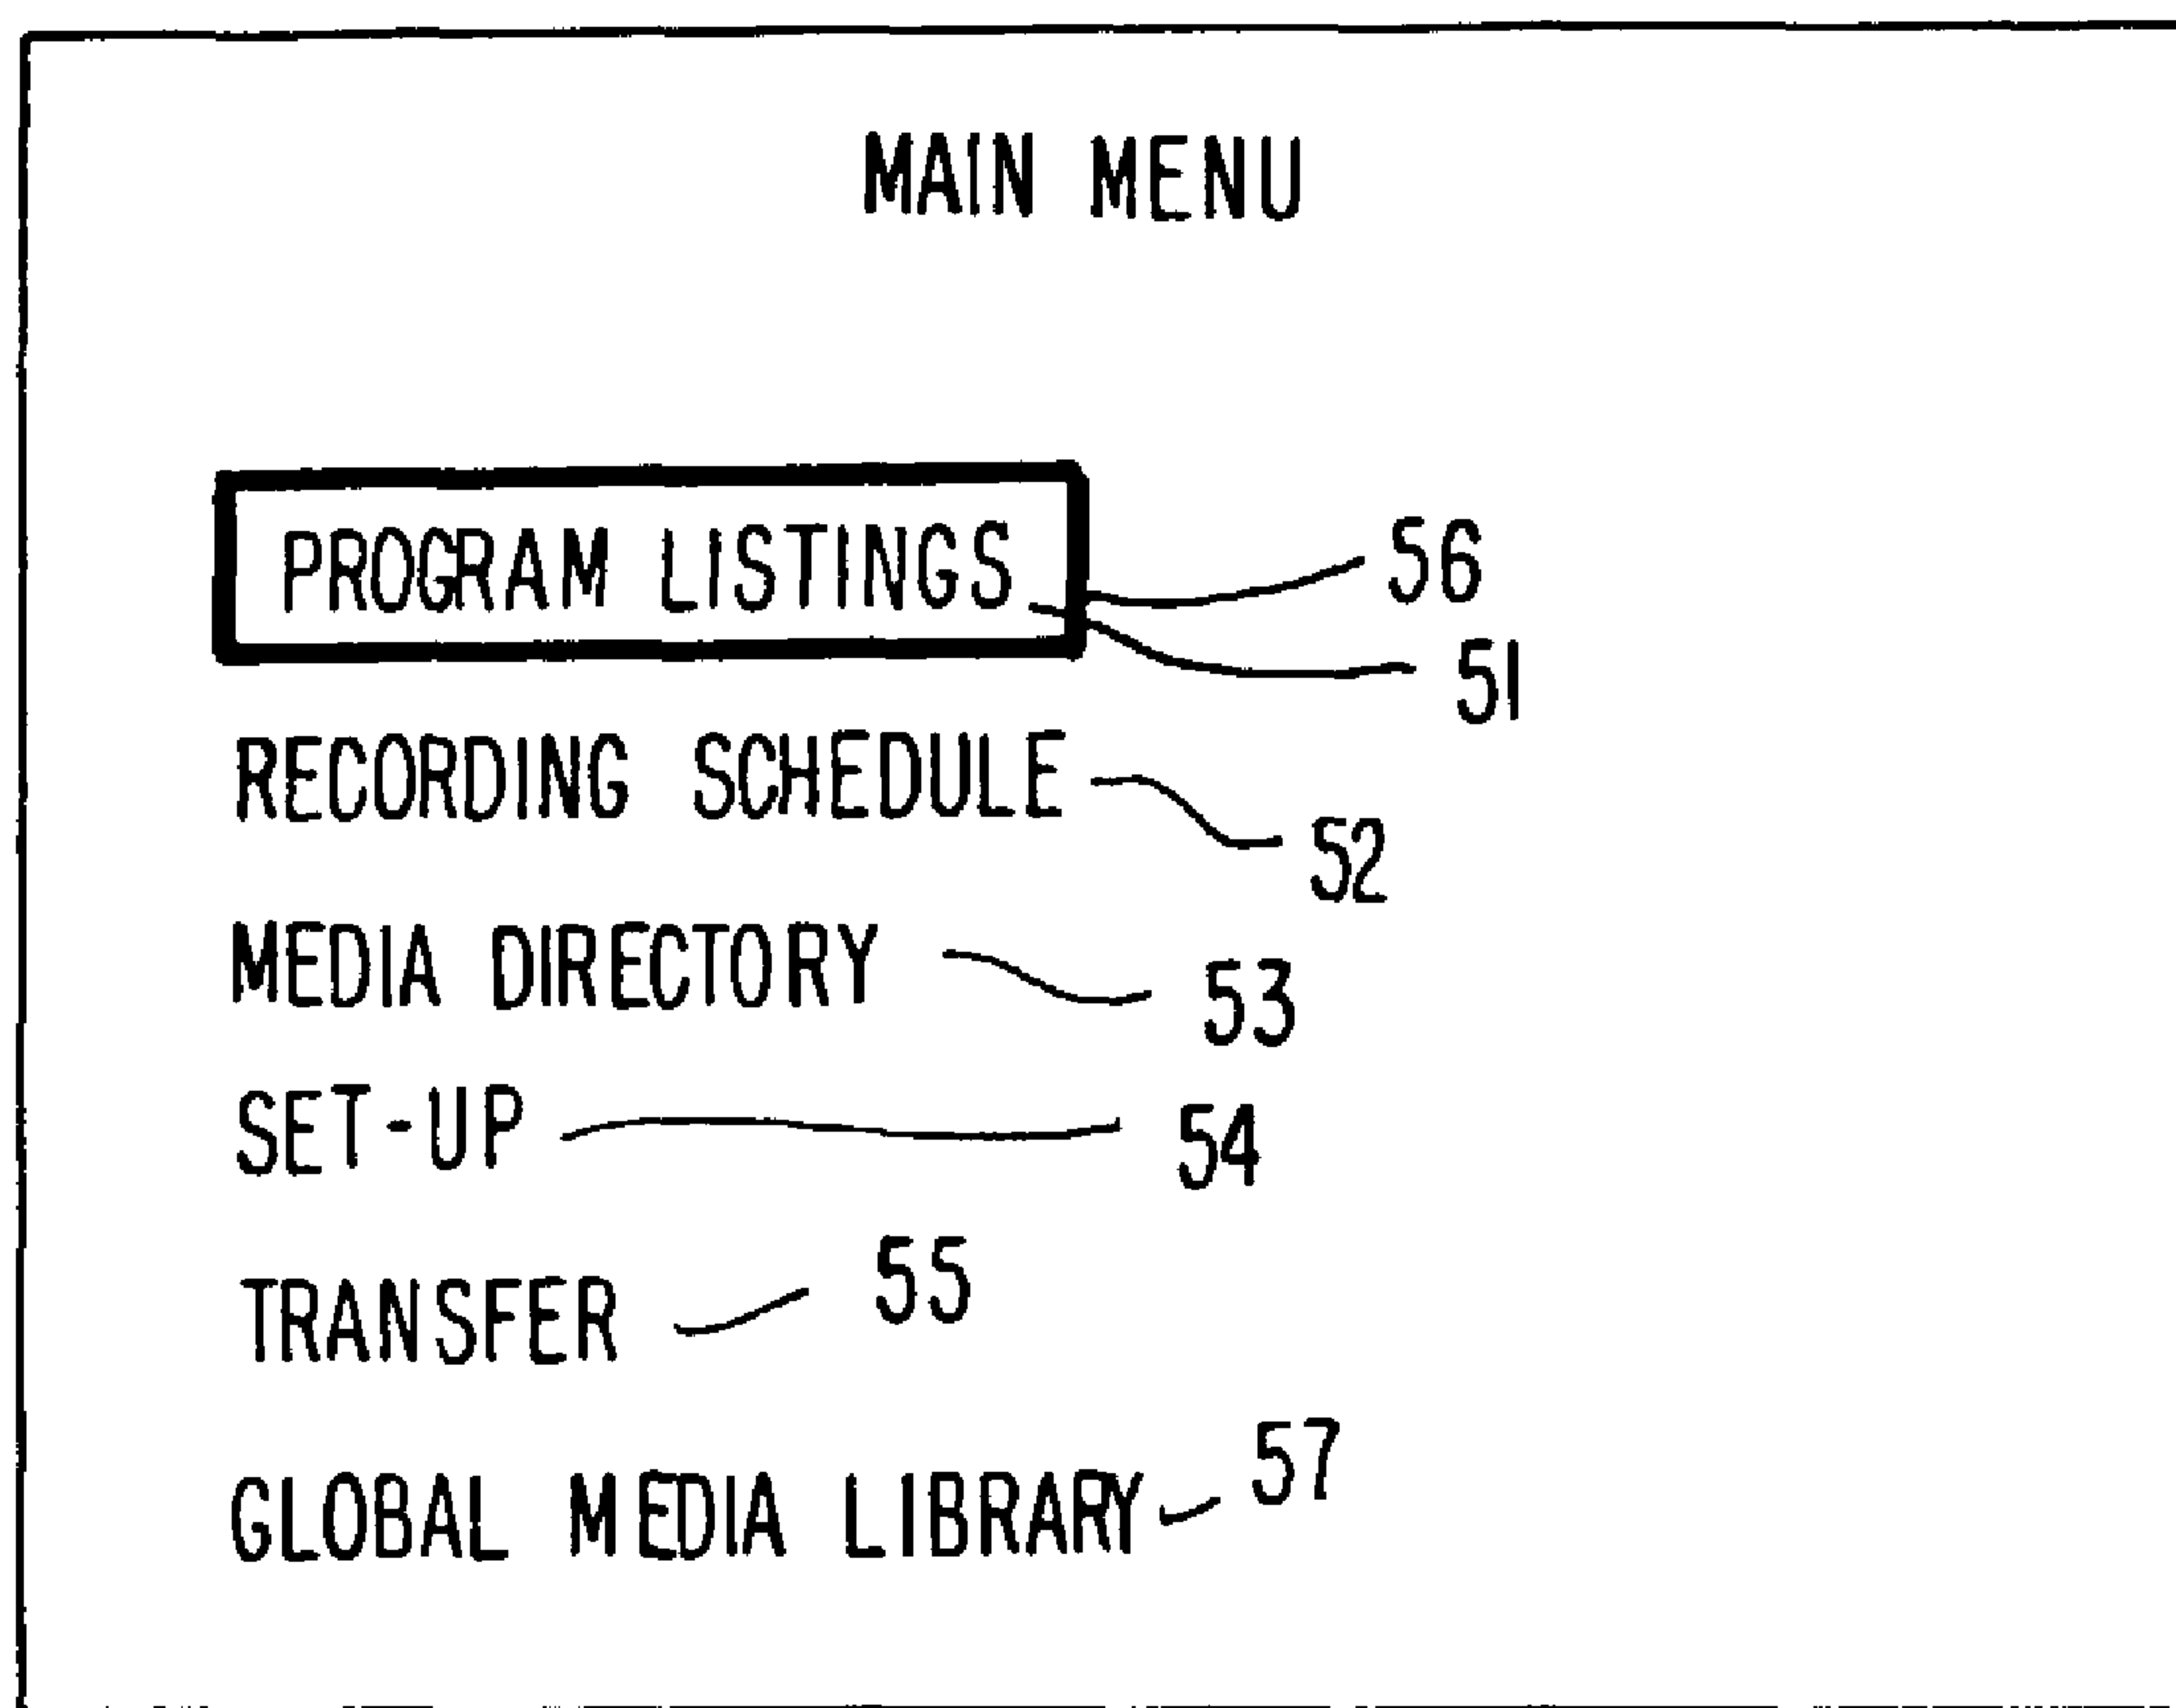 MAIN MENU
PROGRAM LISTINGS 56
51
RECORDING SCHEDULE
52
MEDIA DIRECTORY 53
SET-UP 54
TRANSFER 55
GLOBAL MEDIA LIBRARY 57